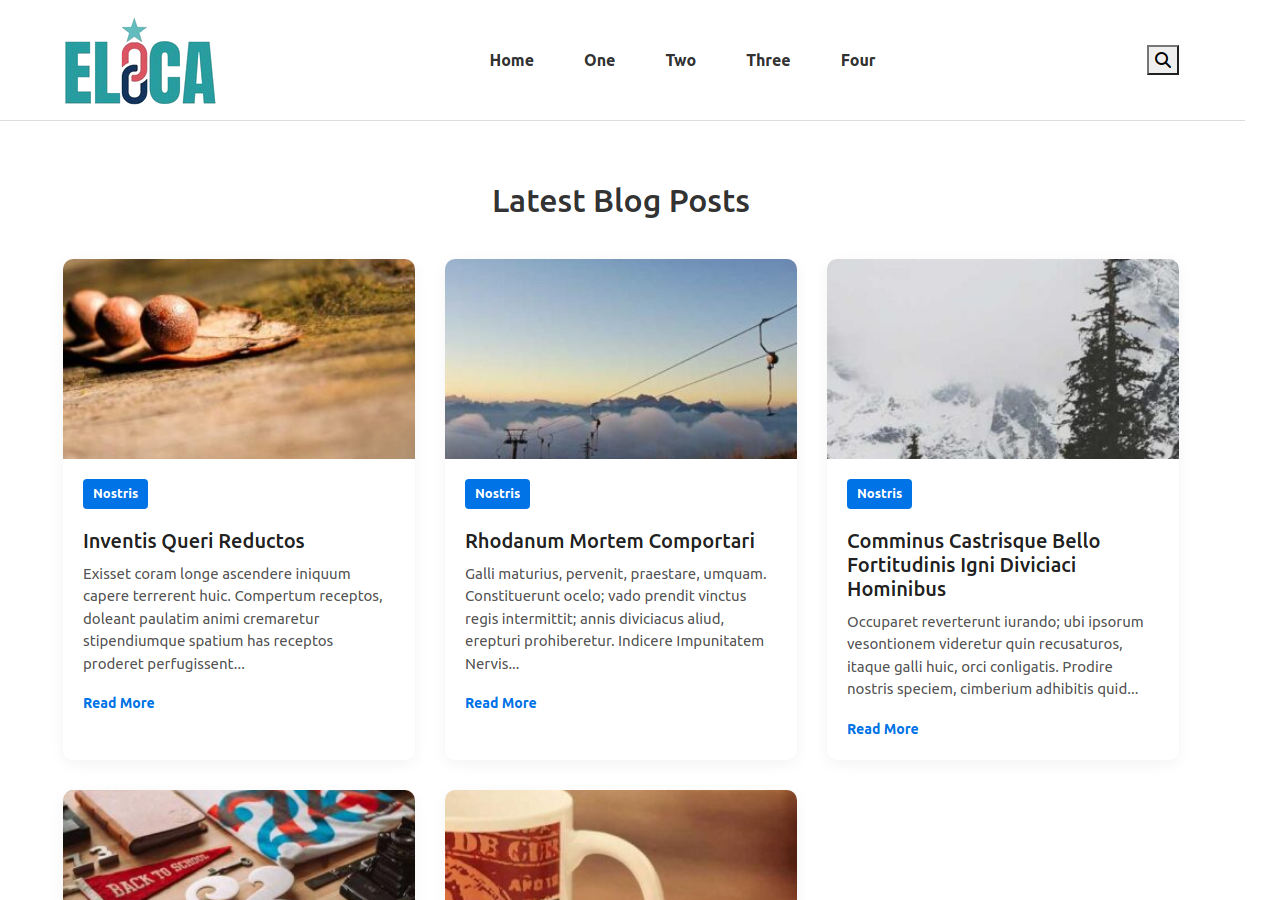 ELOCA
Home One Two Three Four
Latest Blog Posts
Nostris
Inventis Queri Reductos
Exisset coram longe ascendere iniquum
capere terrerent huic. Compertum receptos,
doleant paulatim animi cremaretur
stipendiumque spatium has receptos
proderet perfugissent...
Read More
Nostris
Rhodanum Mortem Comportari
Galli maturius, pervenit, praestare, umquam.
Constituerunt ocelo; vado prendit vinctus
regis intermittit; annis diviciacus aliud,
erepturi prohiberetur. Indicere Impunitatem
Nervis...
Read More
Nostris
Comminus Castrisque Bello
Fortitudinis Igni Diviciaci
Hominibus
Occuparet reverterunt iurando; ubi ipsorum
vesontionem videretur quin recusaturos,
itaque galli huic, orci conligatis. Prodire
nostris speciem, cimberium adhibitis quid...
Read More
BACK TO SCHOOL